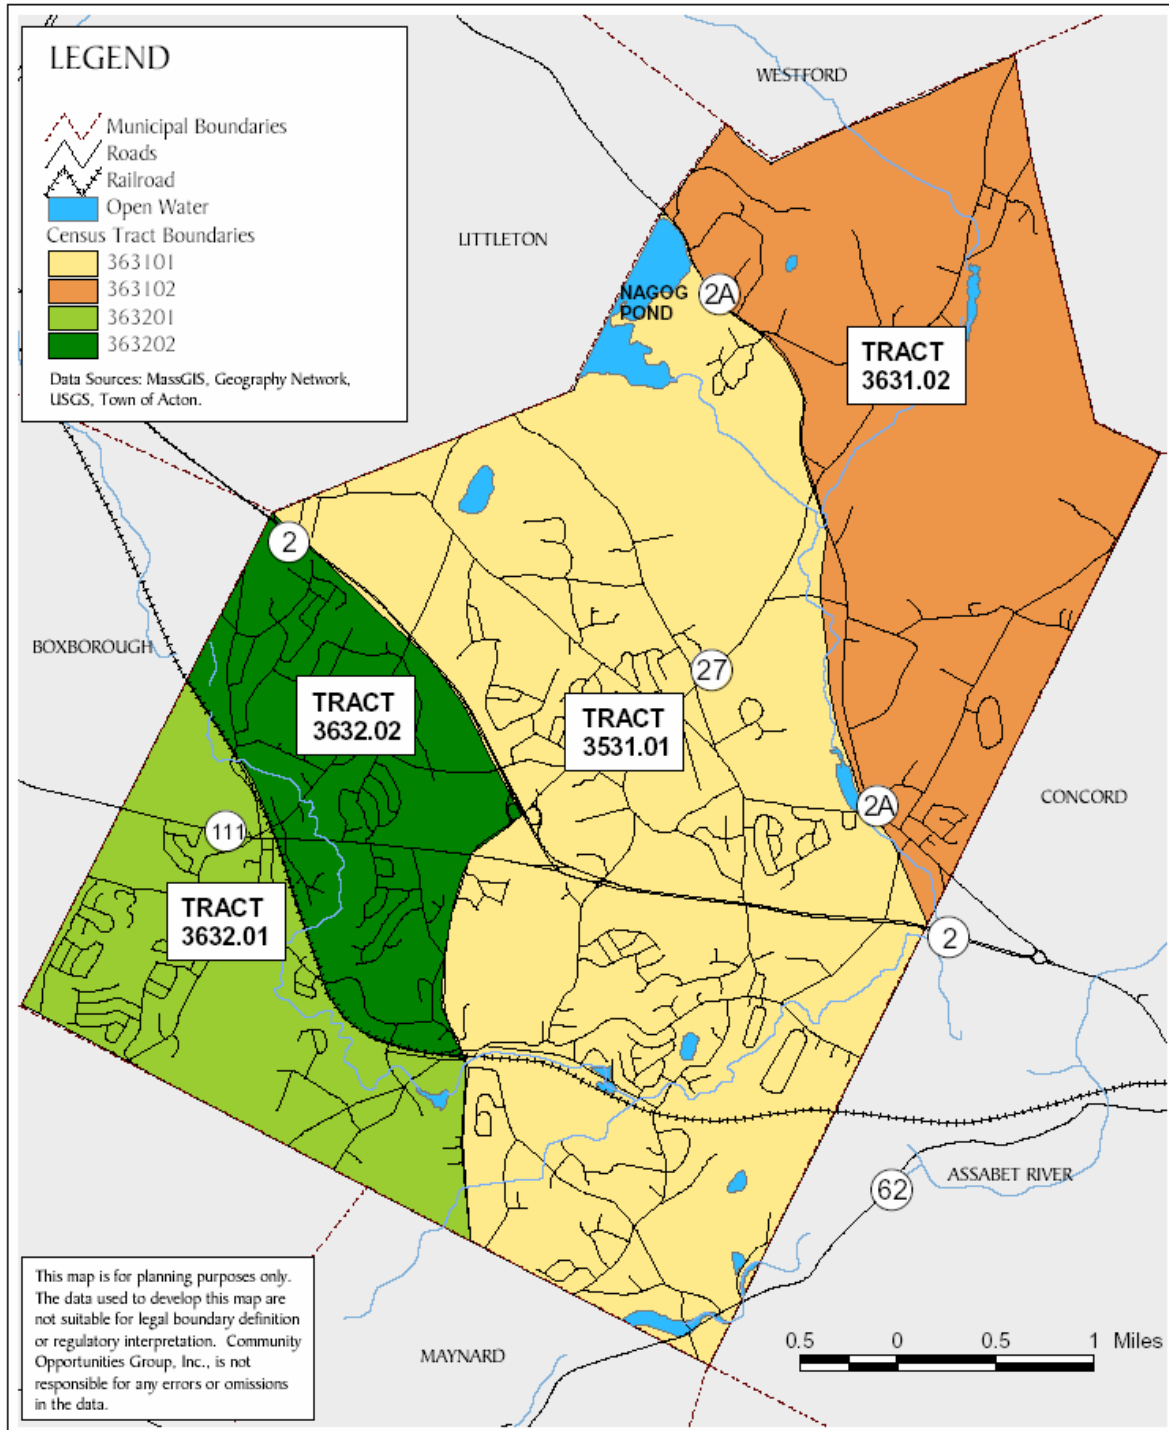 LEGEND
Municipal Boundaries
Roads
Railroad
Open Water
Census Tract Boundaries
363101
363102
363201
363202
Data Sources: MassGIS, Geography Network,
USGS, Town of Acton.
WESTFORD
LITTLETON
NAGOG
POND
2A
TRACT
3631.02
2
BOXBOROUGH
27
TRACT
3632.02
TRACT
3531.01
CONCORD
2A
111
TRACT
3632.01
2
ASSABET RIVER
62
This map is for planning purposes only.
The data used to develop this map are
not suitable for legal boundary definition
or regulatory interpretation. Community
Opportunities Group, Inc., is not
responsible for any errors or omissions
in the data.
MAYNARD
0.5 0 0.5 1 Miles